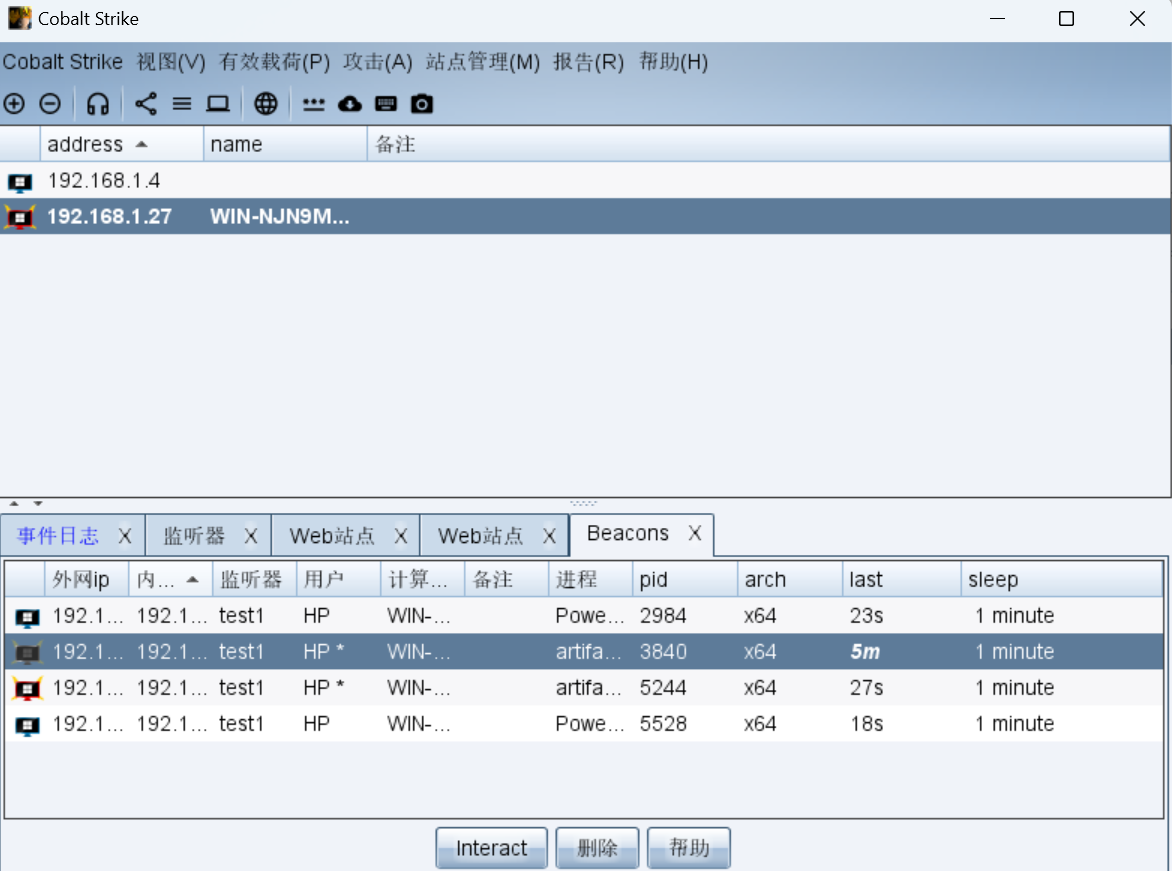 Cobalt Strike
Cobalt Strike 视图(V) 有效载荷(P) 攻击(A) 站点管理(M) 报告(R) 帮助(H)
address name 备注
192.168.1.4
192.168.1.27 WIN-NJN9M...
事件日志 X 监听器 X Web站点 X Web站点 X Beacons X
外网ip 内... 监听器 用户 计算... 备注 进程 pid arch last sleep
192.1... 192.1... test1 HP WIN-... Powe... 2984 x64 23s 1 minute
192.1... 192.1... test1 HP * WIN-... artifa... 3840 x64 5m 1 minute
192.1... 192.1... test1 HP * WIN-... artifa... 5244 x64 27s 1 minute
192.1... 192.1... test1 HP WIN-... Powe... 5528 x64 18s 1 minute
Interact 删除 帮助